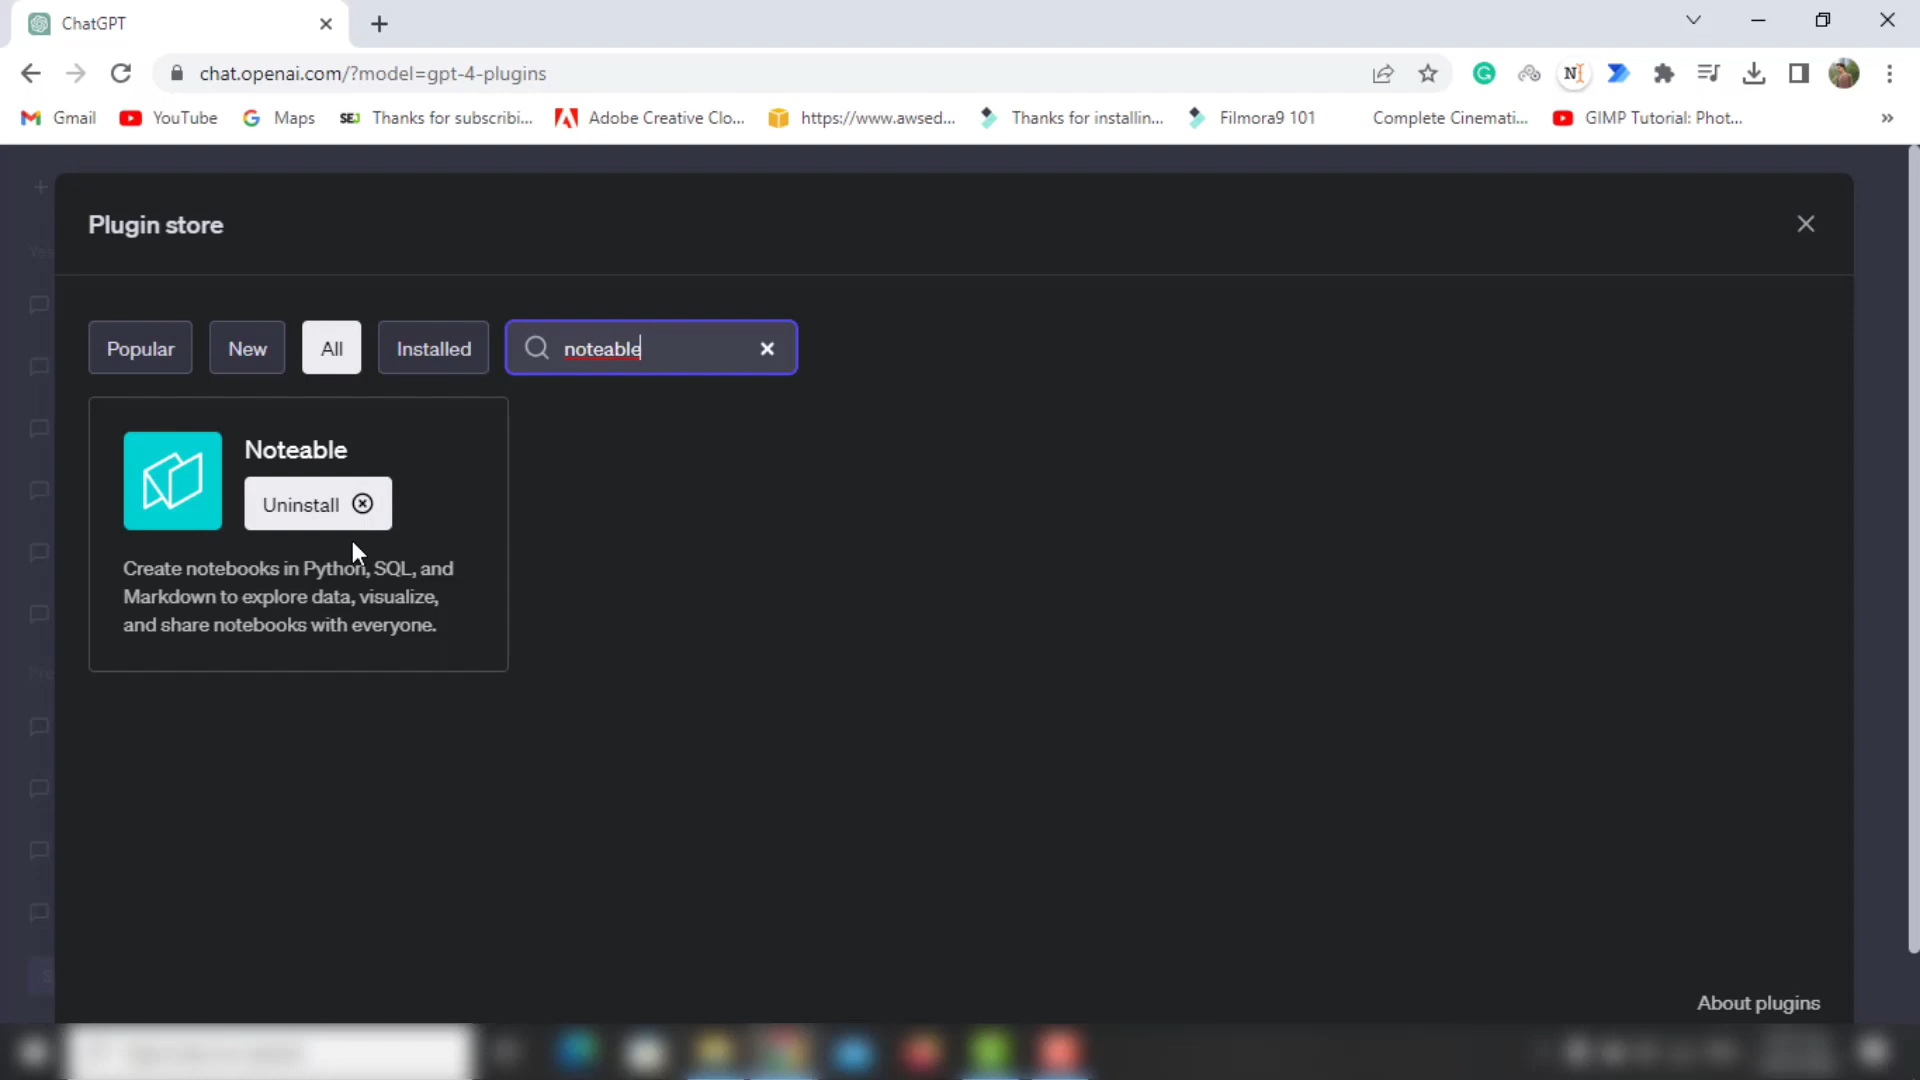 ChatGPT
chat.openai.com/?model=gpt-4-plugins
Gmail YouTube Maps SEJ Thanks for subscribi... Adobe Creative Clo... https://www.awsed... Thanks for installin... Filmora9 101 Complete Cinemati... GIMP Tutorial: Phot... »
Plugin store
Popular New All Installed noteable
Noteable
Uninstall
Create notebooks in Python, SQL, and
Markdown to explore data, visualize,
and share notebooks with everyone.
About plugins